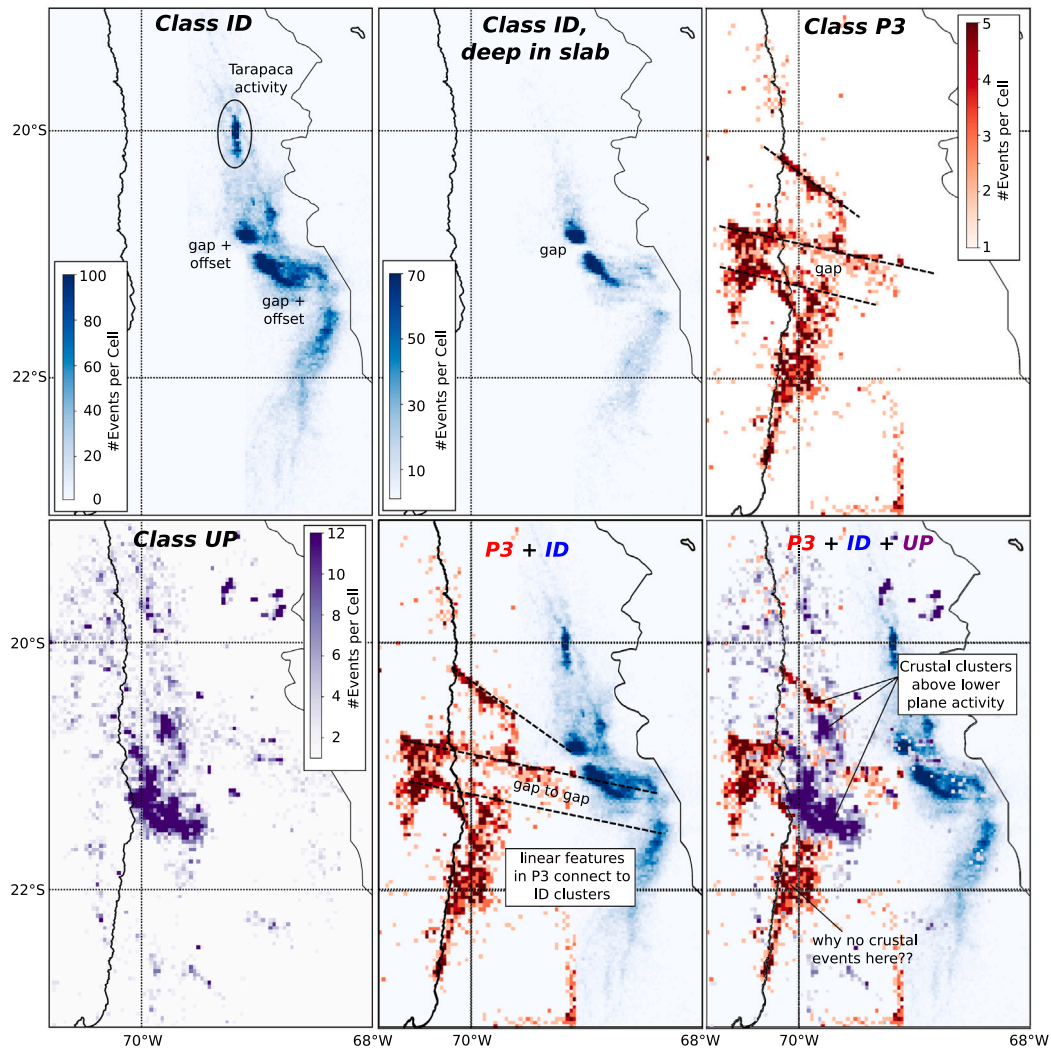 Class ID
Tarapaca
activity
gap +
offset
gap +
offset
100
80
60
40
20
0
#Events per Cell
20°S
22°S
Class ID,
deep in slab
gap
70
50
30
10
#Events per Cell
Class P3
5
4
3
2
1
#Events per Cell
gap
Class UP
12
10
8
6
4
2
#Events per Cell
20°S
22°S
70°W
P3 + ID
gap to gap
linear features
in P3 connect to
ID clusters
70°W
68°W
P3 + ID + UP
Crustal clusters
above lower
plane activity
why no crustal
events here??
70°W
68°W